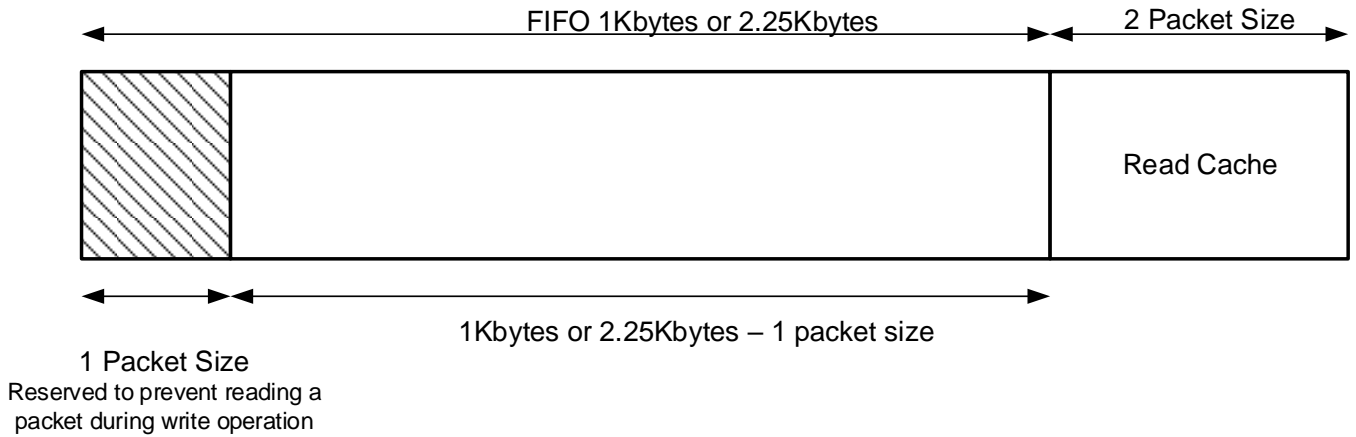 FIFO 1Kbytes or 2.25Kbytes
2 Packet Size
Read Cache
1Kbytes or 2.25Kbytes – 1 packet size
1 Packet Size
Reserved to prevent reading a
packet during write operation